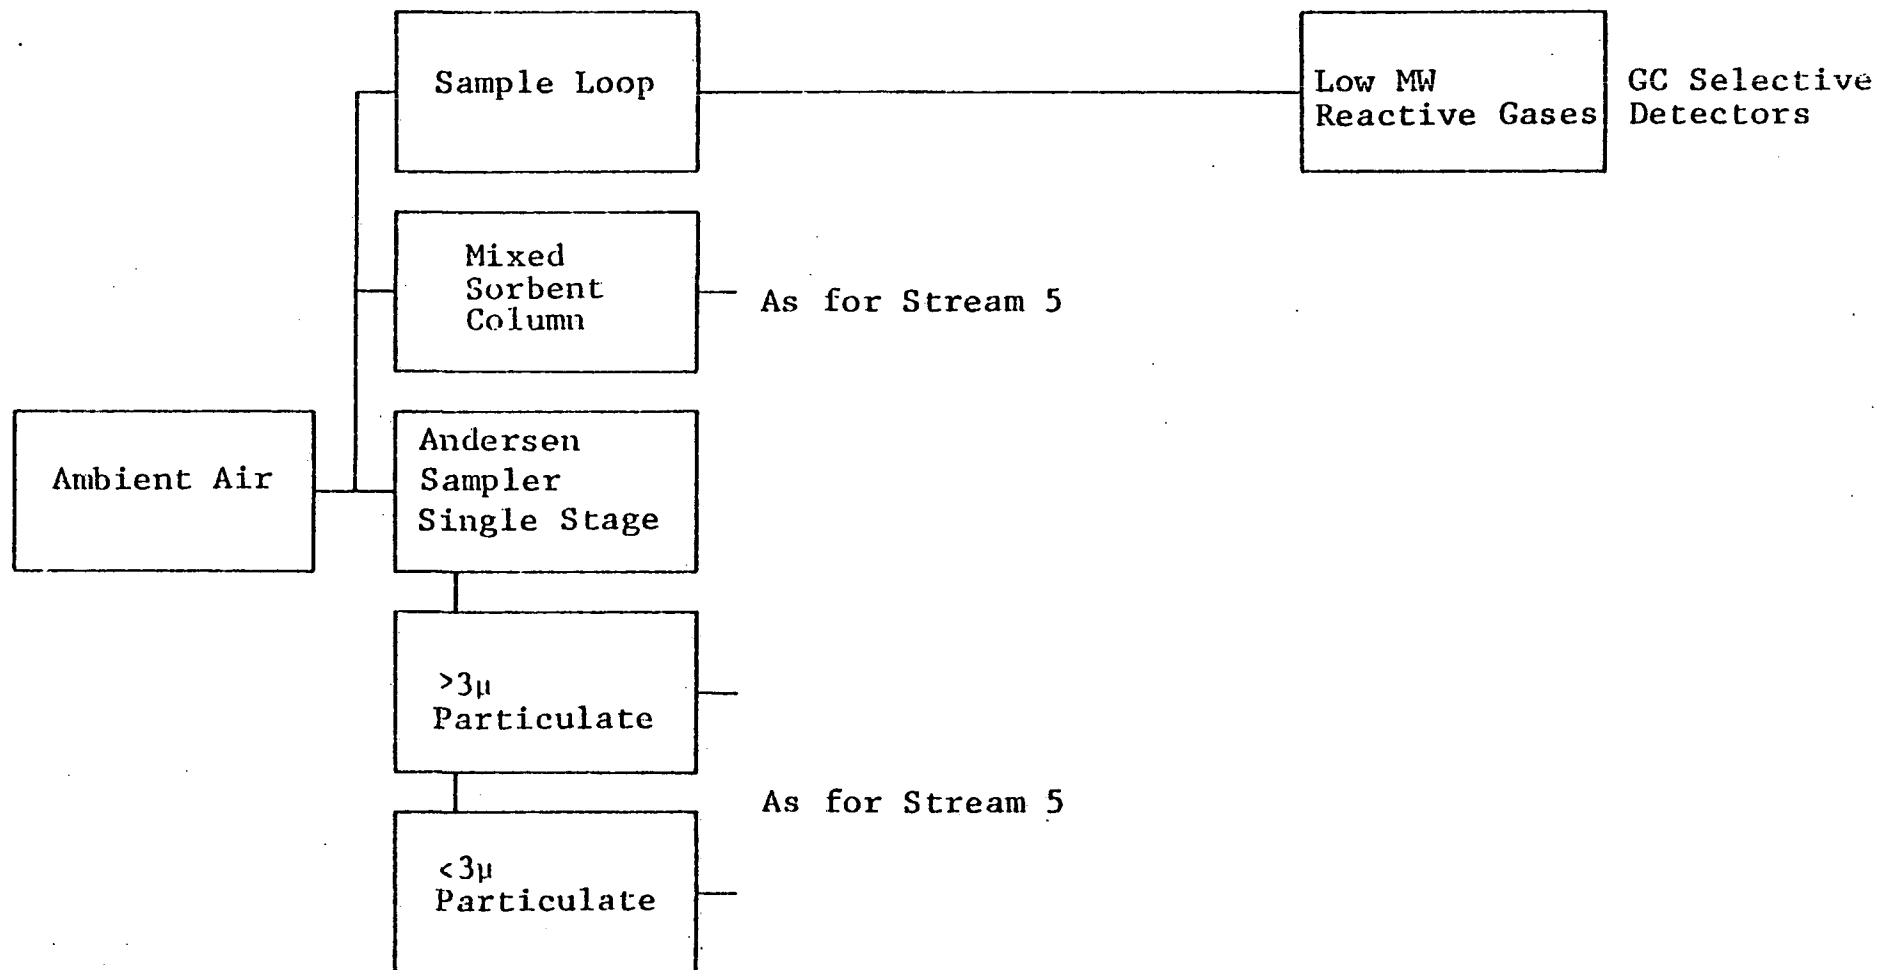 Sample Loop
Low MW
Reactive Gases
GC Selective
Detectors
Mixed
Sorbent
Column
As for Stream 5
Ambient Air
Andersen
Sampler
Single Stage
>3μ
Particulate
As for Stream 5
<3μ
Particulate